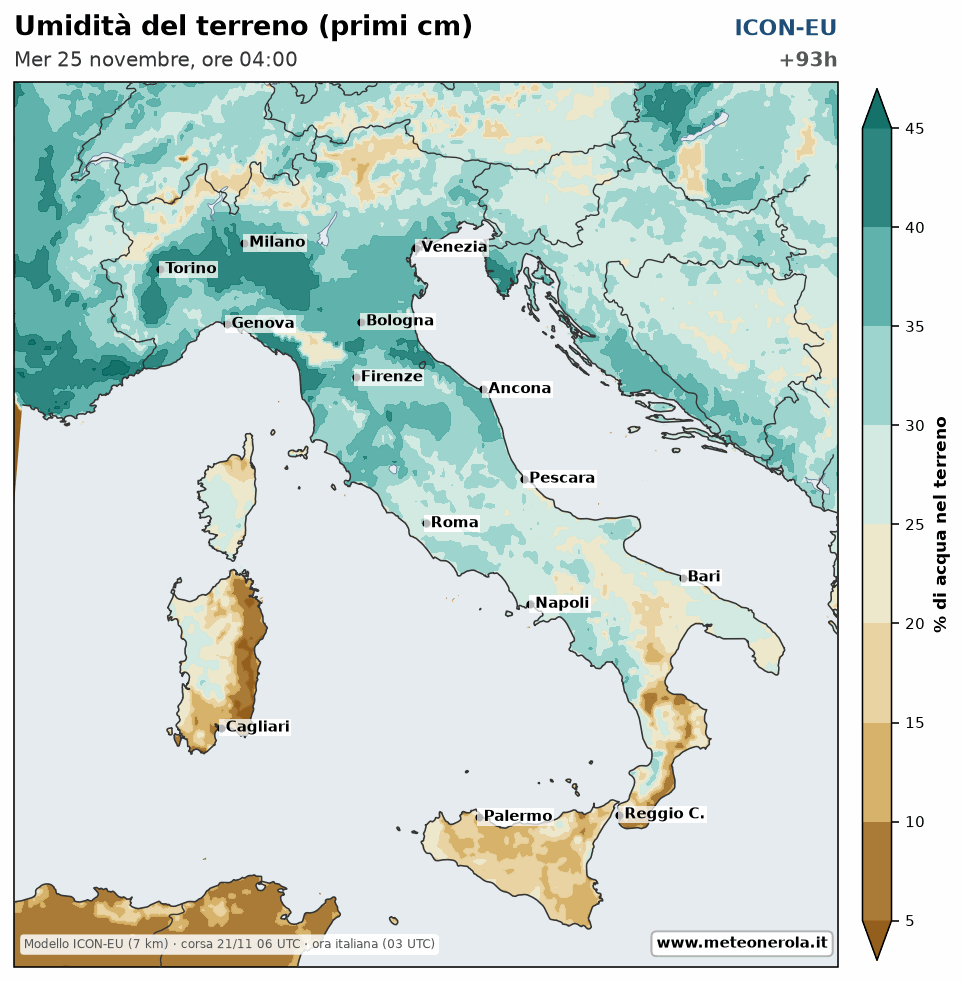 Umidità del terreno (primi cm)
ICON-EU
Mer 25 novembre, ore 04:00
+93h
Milano
Venezia
Torino
Genova
Bologna
Firenze
Ancona
Pescara
Roma
Bari
Napoli
Cagliari
Palermo
Reggio C.
45
40
35
30
25
20
15
10
5
% di acqua nel terreno
Modello ICON-EU (7 km) · corsa 21/11 06 UTC · ora italiana (03 UTC)
www.meteonerola.it